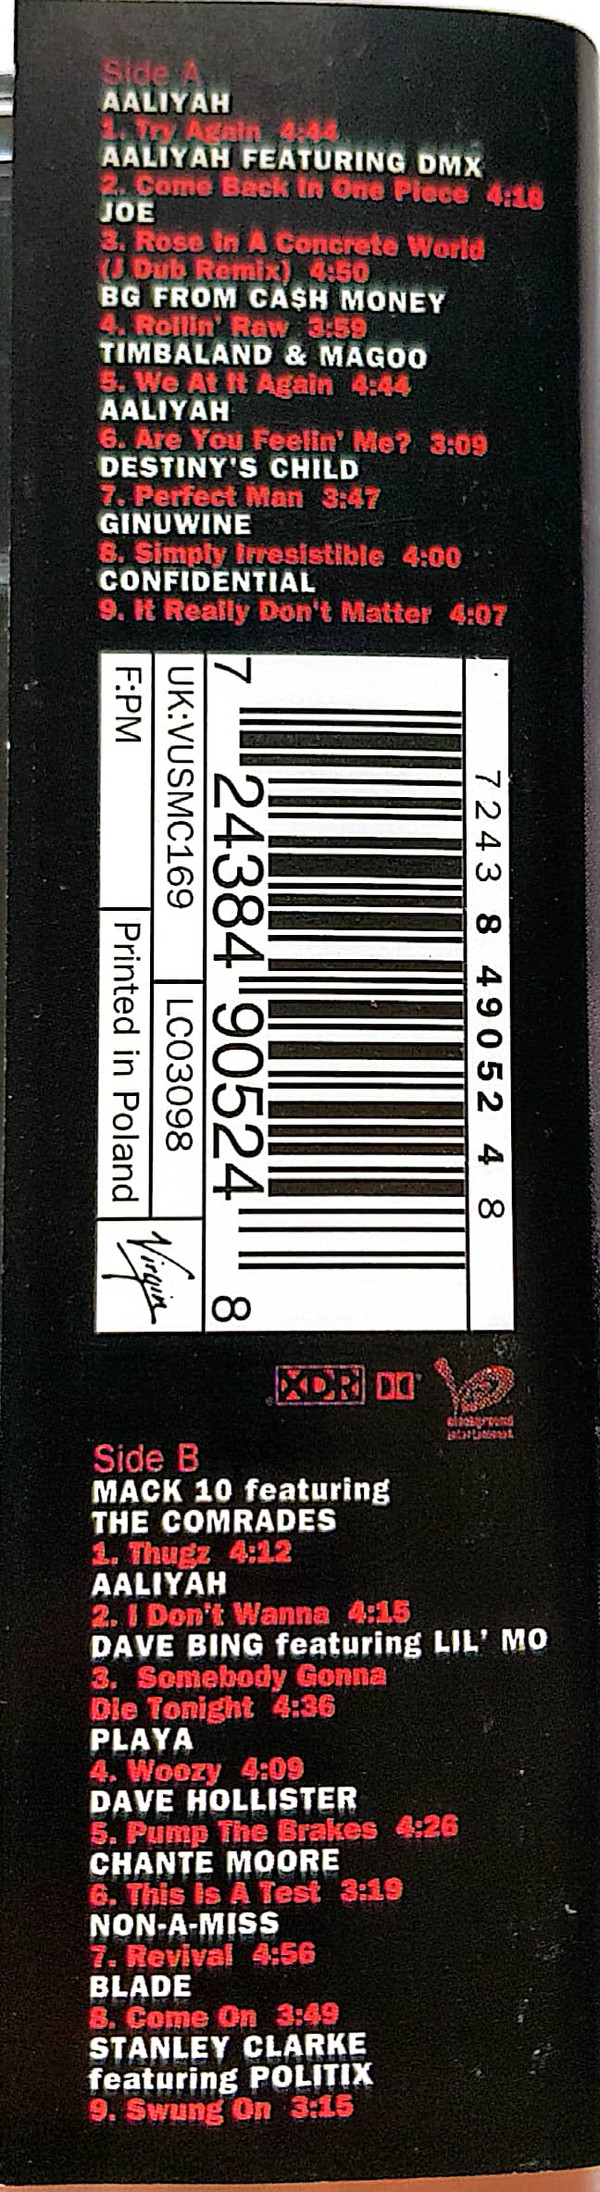 Side A
AALIYAH
1. Try Again 4:44
AALIYAH FEATURING DMX
2. Come Back In One Piece 4:18
JOE
3. Rose In A Concrete World
(J Dub Remix) 4:50
BG FROM CA$H MONEY
4. Rollin' Raw 3:59
TIMBALAND & MAGOO
5. We At It Again 4:44
AALIYAH
6. Are You Feelin' Me? 3:09
DESTINY'S CHILD
7. Perfect Man 3:47
GINUWINE
8. Simply Irresistible 4:00
CONFIDENTIAL
9. It Really Don't Matter 4:07
7243 8 49052 4 8
7 24384 90524 8
UK:VUSMC169 LC03098
F:PM Printed in Poland
Virgin
XDR
Blackground
Entertainment
Side B
MACK 10 featuring
THE COMRADES
1. Thugz 4:12
AALIYAH
2. I Don't Wanna 4:15
DAVE BING featuring LIL' MO
3. Somebody Gonna
Die Tonight 4:36
PLAYA
4. Woozy 4:09
DAVE HOLLISTER
5. Pump The Brakes 4:26
CHANTE MOORE
6. This Is A Test 3:19
NON-A-MISS
7. Revival 4:56
BLADE
8. Come On 3:49
STANLEY CLARKE
featuring POLITIX
9. Swung On 3:15